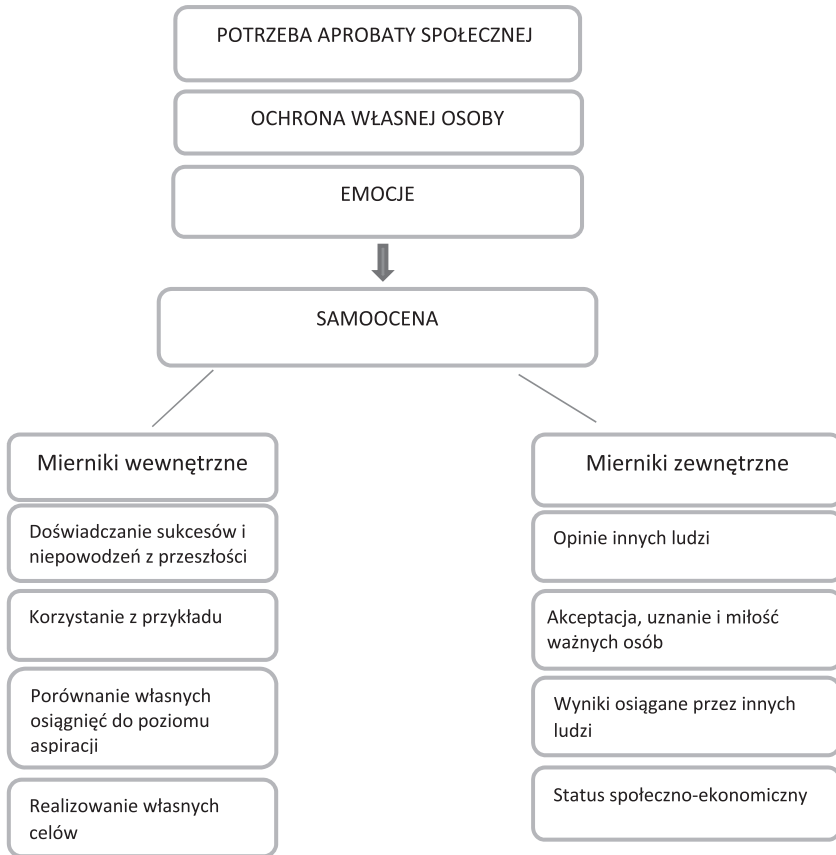 POTRZEBA APROBATY SPOŁECZNEJ
OCHRONA WŁASNEJ OSOBY
EMOCJE
SAMOOCENA
Mierniki wewnętrzne
Doświadczanie sukcesów i
niepowodzeń z przeszłości
Korzystanie z przykładu
Porównanie własnych
osiągnięć do poziomu
aspiracji
Realizowanie własnych
celów
Mierniki zewnętrzne
Opinie innych ludzi
Akceptacja, uznanie i miłość
ważnych osób
Wyniki osiągane przez innych
ludzi
Status społeczno-ekonomiczny